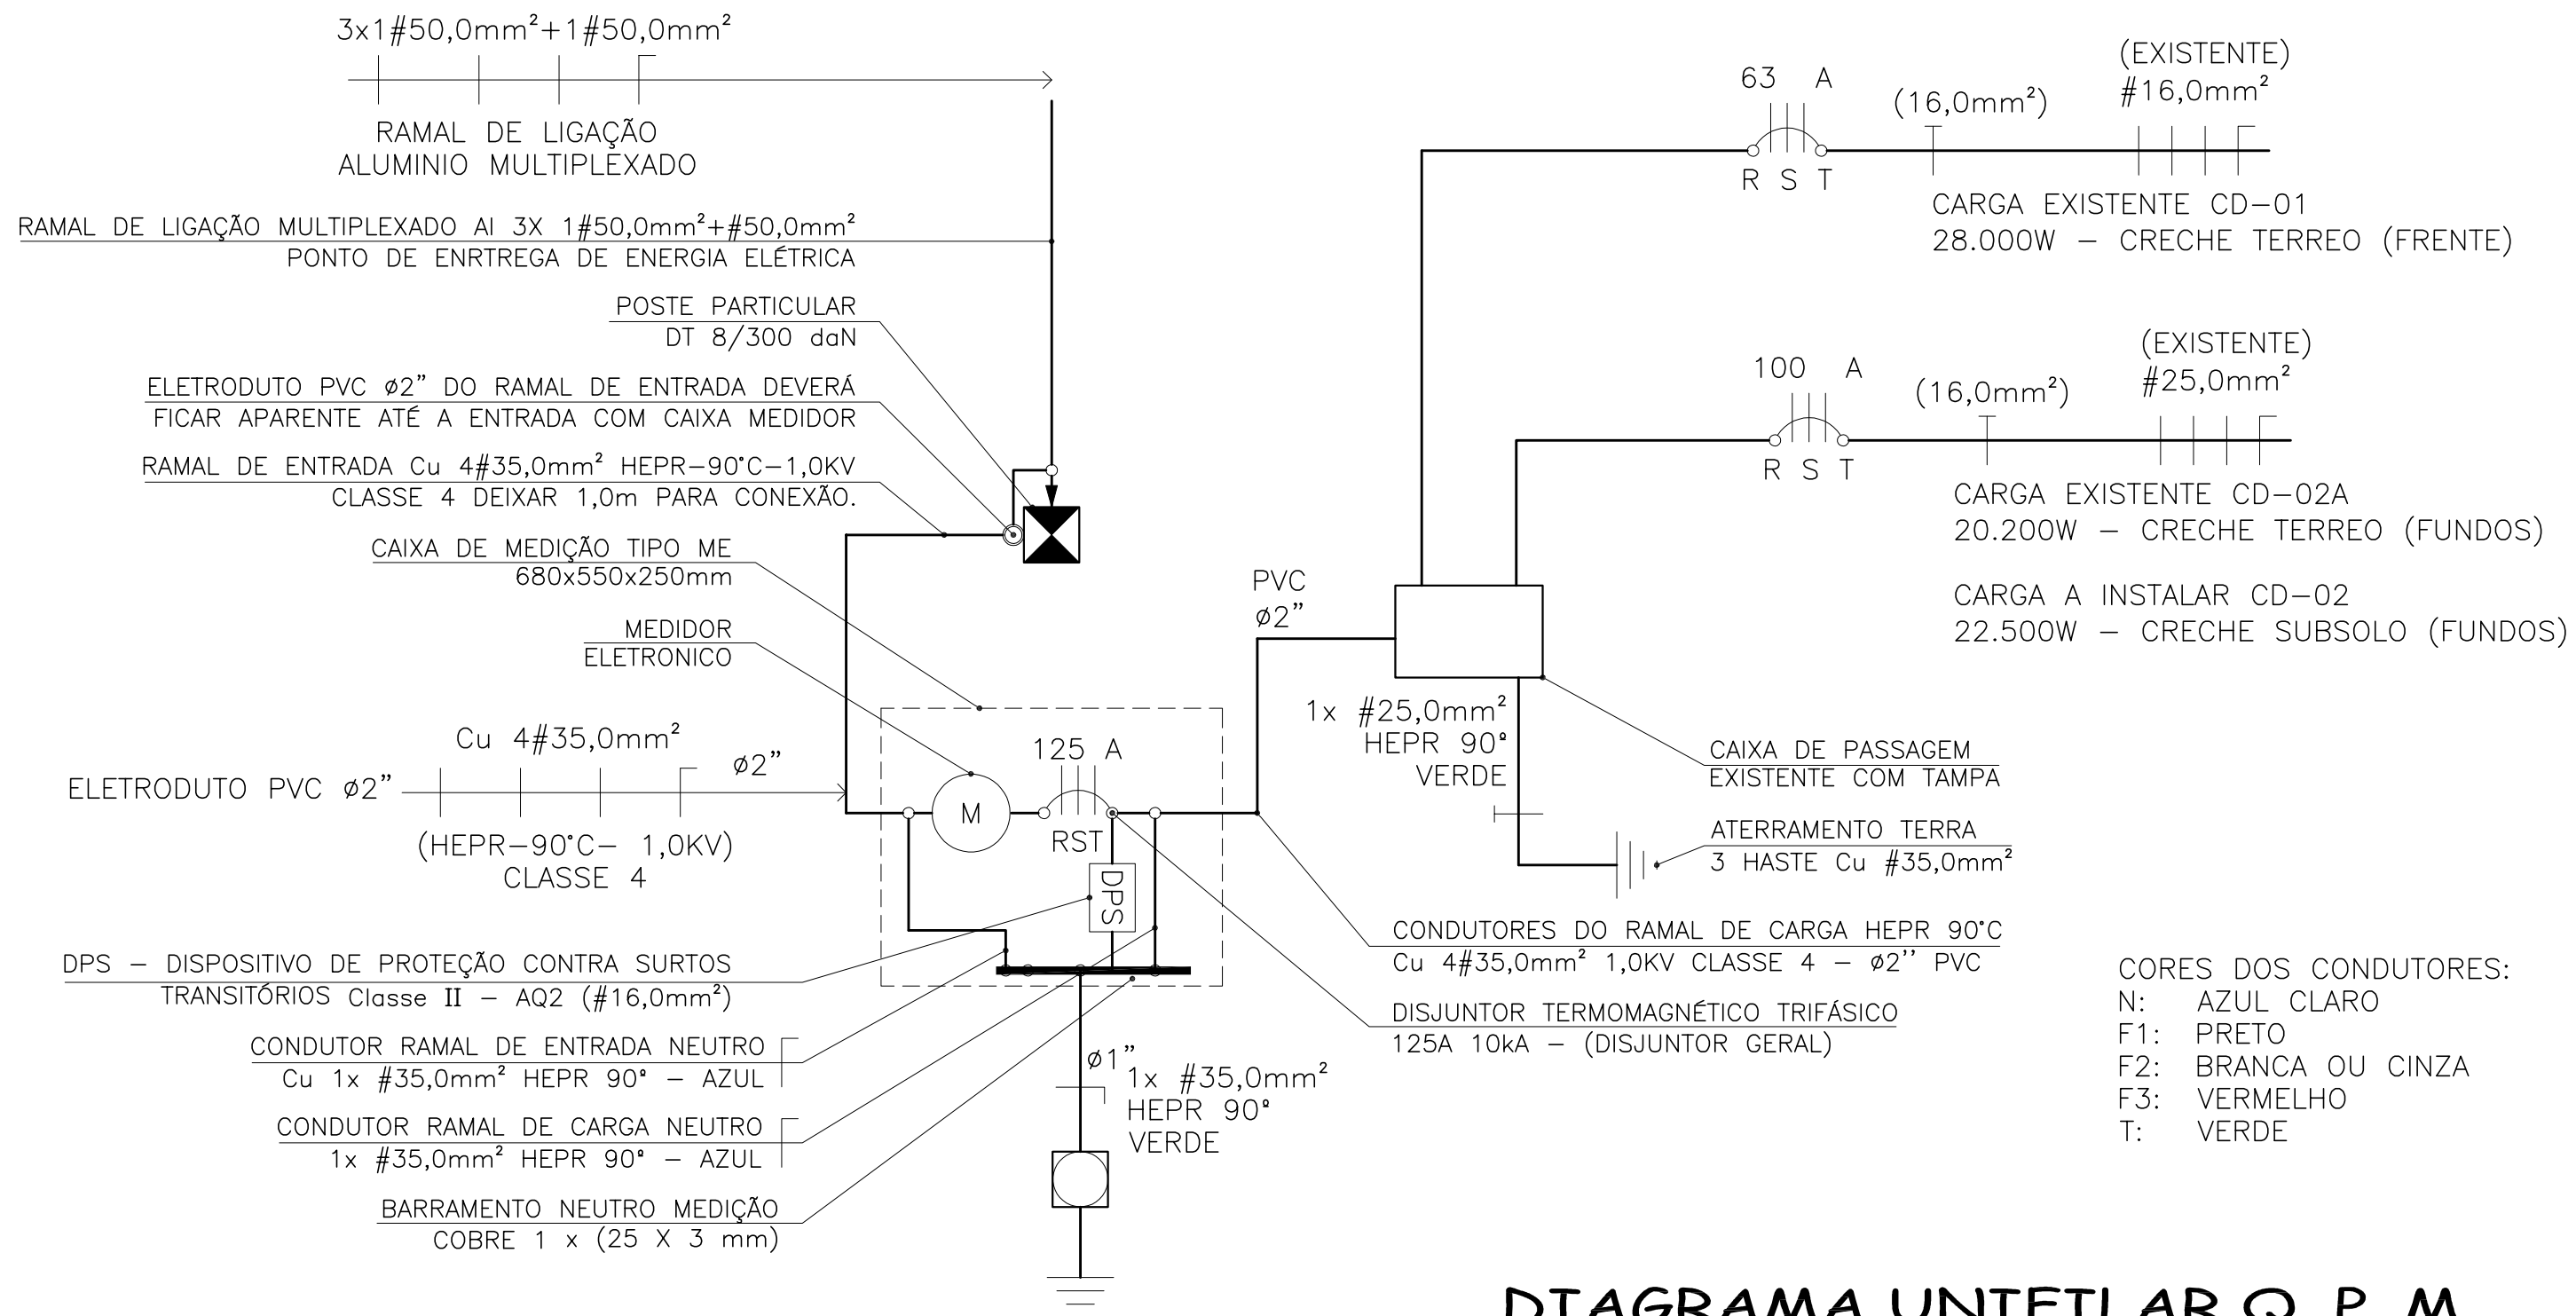 3x1#50,0mm²+1#50,0mm²
RAMAL DE LIGAÇÃO
ALUMINIO MULTIPLEXADO
RAMAL DE LIGAÇÃO MULTIPLEXADO Al 3X 1#50,0mm²+#50,0mm²
PONTO DE ENRTREGA DE ENERGIA ELÉTRICA
POSTE PARTICULAR
DT 8/300 daN
ELETRODUTO PVC ø2" DO RAMAL DE ENTRADA DEVERÁ
FICAR APARENTE ATÉ A ENTRADA COM CAIXA MEDIDOR
RAMAL DE ENTRADA Cu 4#35,0mm² HEPR-90°C-1,0KV
CLASSE 4 DEIXAR 1,0m PARA CONEXÃO.
CAIXA DE MEDIÇÃO TIPO ME
680x550x250mm
MEDIDOR
ELETRONICO
Cu 4#35,0mm²
ELETRODUTO PVC ø2"
ø2"
(HEPR-90°C- 1,0KV)
CLASSE 4
125 A
M
RST
DPS
DPS - DISPOSITIVO DE PROTEÇÃO CONTRA SURTOS
TRANSITÓRIOS Classe II - AQ2 (#16,0mm²)
CONDUTOR RAMAL DE ENTRADA NEUTRO
Cu 1x #35,0mm² HEPR 90º - AZUL
CONDUTOR RAMAL DE CARGA NEUTRO
1x #35,0mm² HEPR 90º - AZUL
BARRAMENTO NEUTRO MEDIÇÃO
COBRE 1 x (25 X 3 mm)
ø1"
1x #35,0mm²
HEPR 90º
VERDE
63 A
R S T
(16,0mm²)
(EXISTENTE)
#16,0mm²
CARGA EXISTENTE CD-01
28.000W - CRECHE TERREO (FRENTE)
100 A
R S T
(16,0mm²)
(EXISTENTE)
#25,0mm²
CARGA EXISTENTE CD-02A
20.200W - CRECHE TERREO (FUNDOS)
CARGA A INSTALAR CD-02
22.500W - CRECHE SUBSOLO (FUNDOS)
PVC
ø2"
1x #25,0mm²
HEPR 90º
VERDE
CAIXA DE PASSAGEM
EXISTENTE COM TAMPA
ATERRAMENTO TERRA
3 HASTE Cu #35,0mm²
CONDUTORES DO RAMAL DE CARGA HEPR 90°C
Cu 4#35,0mm² 1,0KV CLASSE 4 - ø2'' PVC
DISJUNTOR TERMOMAGNÉTICO TRIFÁSICO
125A 10kA - (DISJUNTOR GERAL)
CORES DOS CONDUTORES:
N: AZUL CLARO
F1: PRETO
F2: BRANCA OU CINZA
F3: VERMELHO
T: VERDE
DIAGRAMA UNIFILAR Q. P. M.